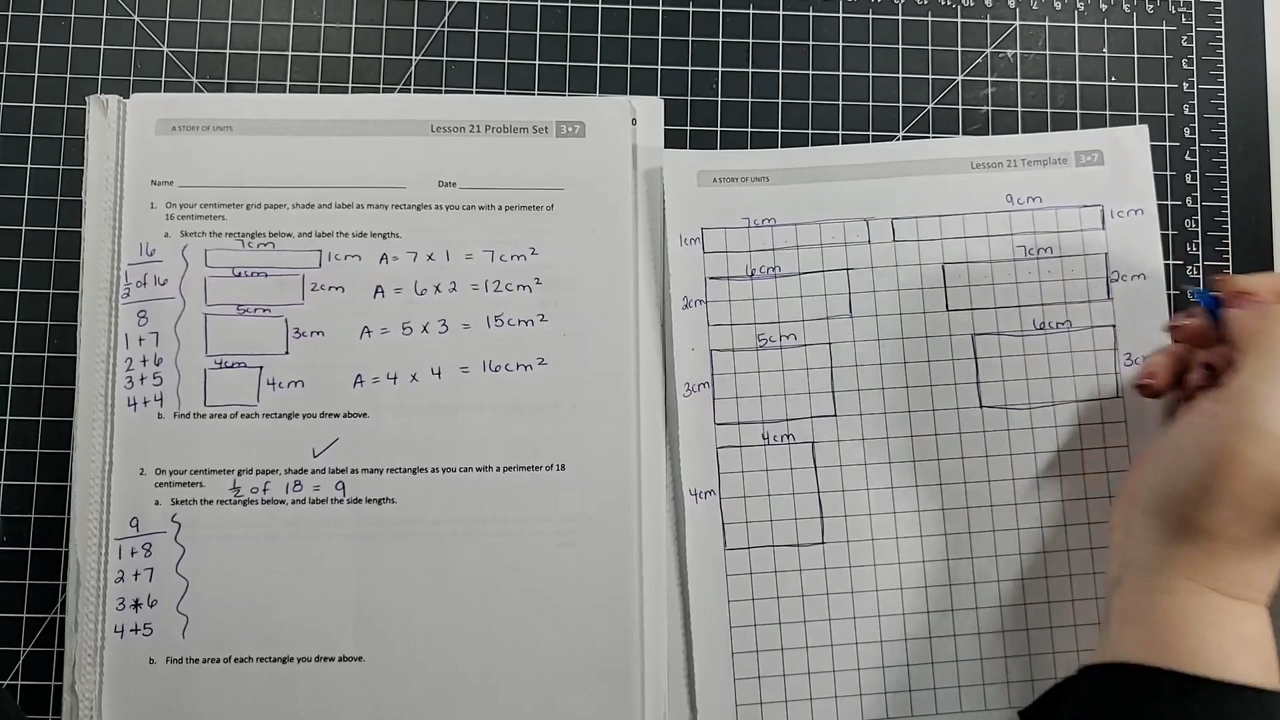 A STORY OF UNITS
Lesson 21 Problem Set 3•7
Name
Date
1. On your centimeter grid paper, shade and label as many rectangles as you can with a perimeter of
16 centimeters.
a. Sketch the rectangles below, and label the side lengths.
16
1/2 of 16
8
1+7
2+6
3+5
4+4
7cm
1cm A = 7 x 1 = 7cm²
6cm
2cm A = 6 x 2 = 12cm²
5cm
3cm A = 5 x 3 = 15cm²
4cm
4cm A = 4 x 4 = 16cm²
b. Find the area of each rectangle you drew above.
2. On your centimeter grid paper, shade and label as many rectangles as you can with a perimeter of 18
centimeters. 1/2 of 18 = 9
a. Sketch the rectangles below, and label the side lengths.
9
1+8
2+7
3*6
4+5
b. Find the area of each rectangle you drew above.
A STORY OF UNITS
Lesson 21 Template 3•7
7cm
1cm
9cm
1cm
6cm
2cm
7cm
2cm
5cm
3cm
6cm
4cm
4cm